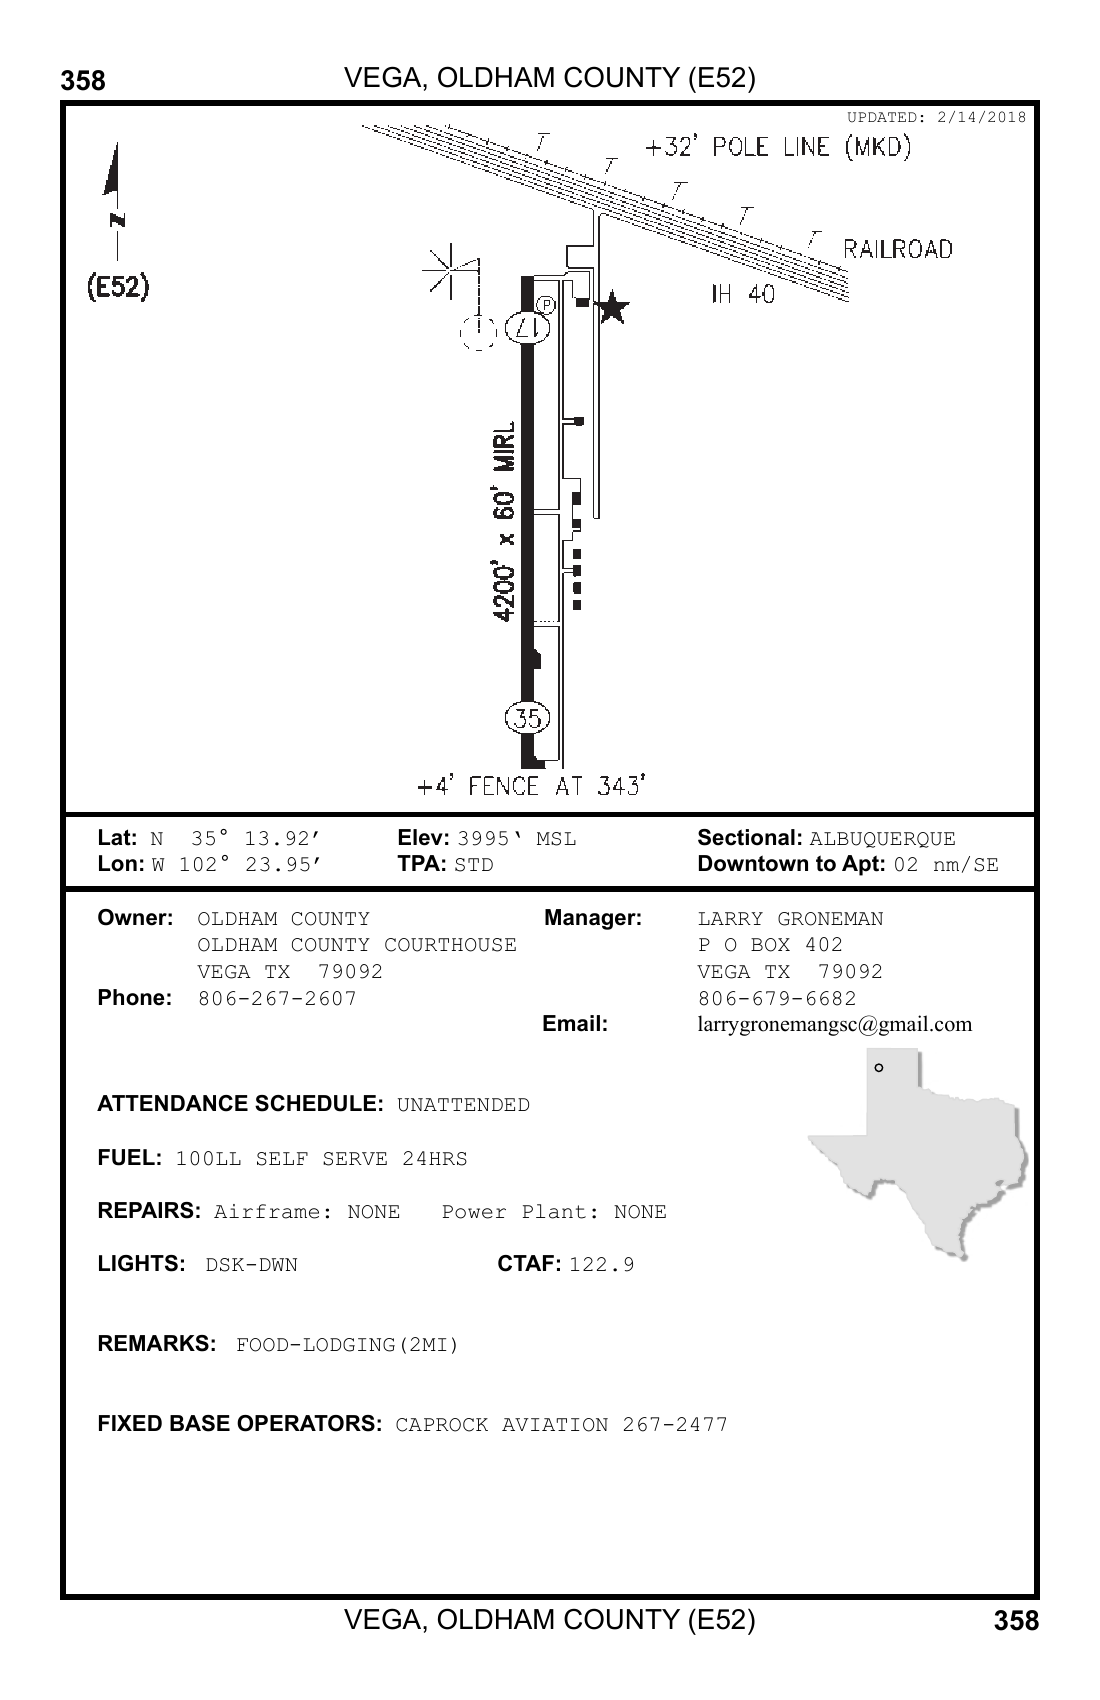 358 VEGA, OLDHAM COUNTY (E52)
UPDATED: 2/14/2018
+32' POLE LINE (MKD)
T
T
T
T
T
RAILROAD
IH 40
N
(E52)
P
17
4200' x 60' MIRL
35
+4' FENCE AT 343'
Lat: N 35° 13.92′ Elev: 3995‛ MSL Sectional: ALBUQUERQUE
Lon: W 102° 23.95′ TPA: STD Downtown to Apt: 02 nm/SE
Owner: OLDHAM COUNTY Manager: LARRY GRONEMAN
OLDHAM COUNTY COURTHOUSE P O BOX 402
VEGA TX 79092 VEGA TX 79092
Phone: 806-267-2607 806-679-6682
Email: larrygronemangsc@gmail.com
ATTENDANCE SCHEDULE: UNATTENDED
FUEL: 100LL SELF SERVE 24HRS
REPAIRS: Airframe: NONE Power Plant: NONE
LIGHTS: DSK-DWN CTAF: 122.9
REMARKS: FOOD-LODGING(2MI)
FIXED BASE OPERATORS: CAPROCK AVIATION 267-2477
VEGA, OLDHAM COUNTY (E52) 358